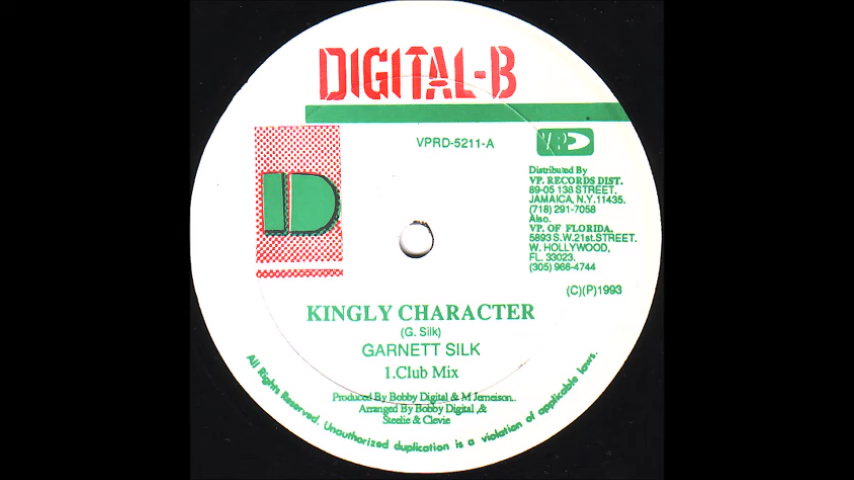 DIGITAL-B
VPRD-5211-A
VP
Distributed By
VP. RECORDS DIST.
89-05 138 STREET.
JAMAICA, N.Y.11435.
(718) 291-7058
Also.
VP. OF FLORIDA.
5893 S.W.21st.STREET.
W. HOLLYWOOD,
FL. 33023.
(305) 966-4744
(C)(P)1993
D
KINGLY CHARACTER
(G. Silk)
GARNETT SILK
1.Club Mix
Produced By Bobby Digital & M Jemeison..
Arranged By Bobby Digital ,&
Steelie & Clevie
All Rights Reserved. Unauthorized duplication is a violation of applicable laws.